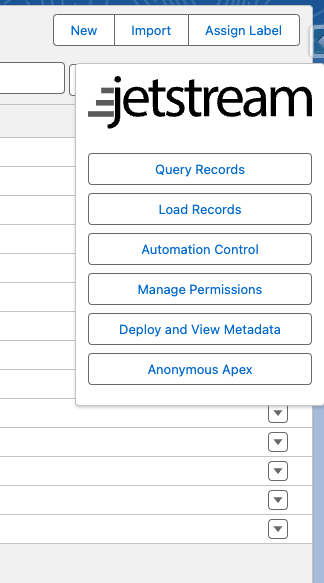 New
Import
Assign Label
jetstream
Query Records
Load Records
Automation Control
Manage Permissions
Deploy and View Metadata
Anonymous Apex